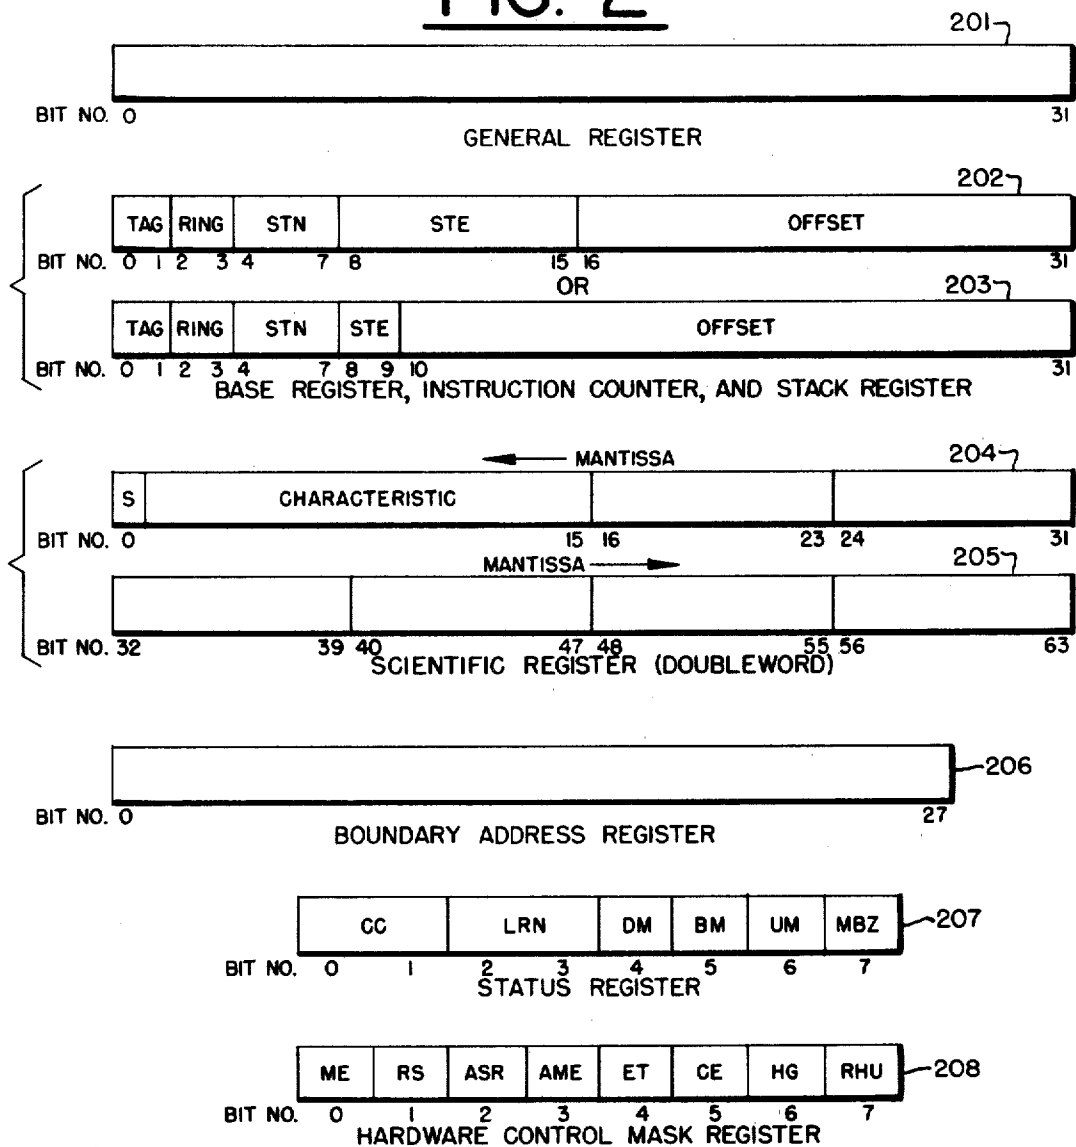 FIG. 2
201
BIT NO. 0 31
GENERAL REGISTER
202
TAG RING STN STE OFFSET
BIT NO. 0 1 2 3 4 7 8 15 16 31
OR
203
TAG RING STN STE OFFSET
BIT NO. 0 1 2 3 4 7 8 9 10 31
BASE REGISTER, INSTRUCTION COUNTER, AND STACK REGISTER
MANTISSA 204
S CHARACTERISTIC
BIT NO. 0 15 16 23 24 31
MANTISSA 205
BIT NO. 32 39 40 47 48 55 56 63
SCIENTIFIC REGISTER (DOUBLEWORD)
206
BIT NO. 0 27
BOUNDARY ADDRESS REGISTER
CC LRN DM BM UM MBZ 207
BIT NO. 0 1 2 3 4 5 6 7
STATUS REGISTER
ME RS ASR AME ET CE HG RHU 208
BIT NO. 0 1 2 3 4 5 6 7
HARDWARE CONTROL MASK REGISTER